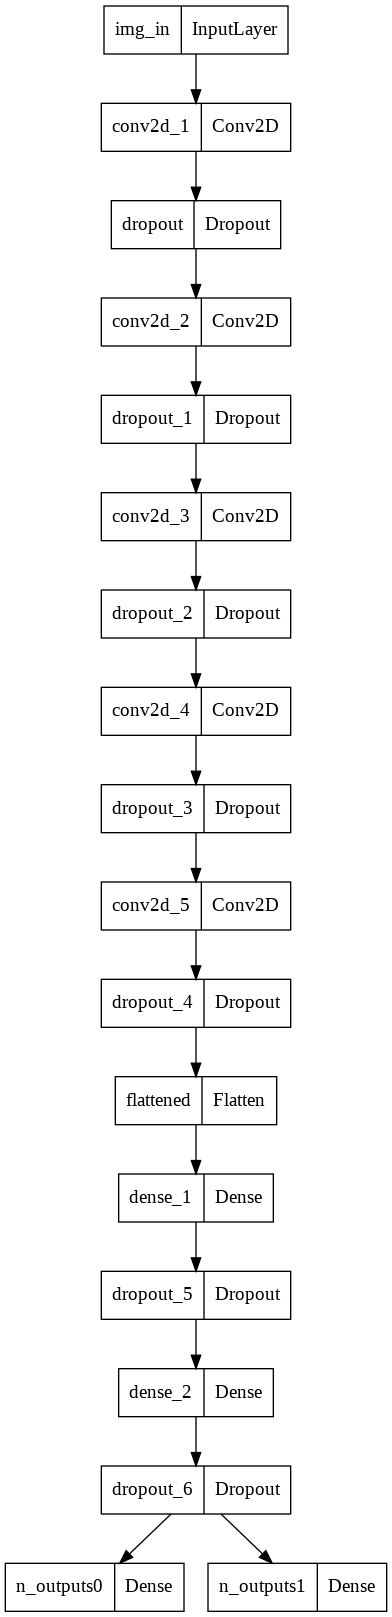 img_in InputLayer
conv2d_1 Conv2D
dropout Dropout
conv2d_2 Conv2D
dropout_1 Dropout
conv2d_3 Conv2D
dropout_2 Dropout
conv2d_4 Conv2D
dropout_3 Dropout
conv2d_5 Conv2D
dropout_4 Dropout
flattened Flatten
dense_1 Dense
dropout_5 Dropout
dense_2 Dense
dropout_6 Dropout
n_outputs0 Dense n_outputs1 Dense